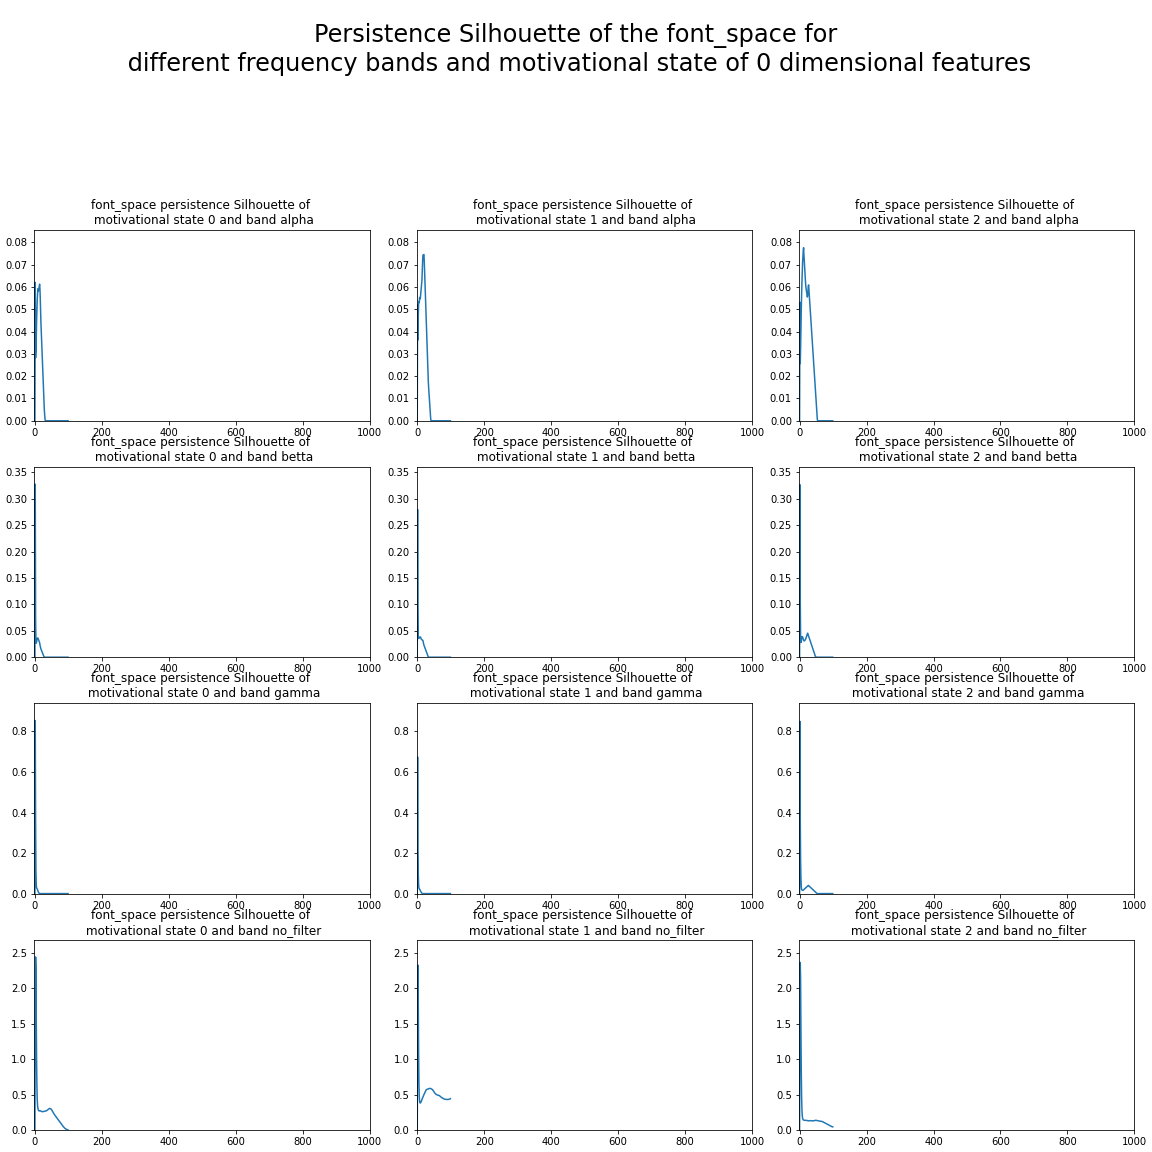 Persistence Silhouette of the font_space for
different frequency bands and motivational state of 0 dimensional features
font_space persistence Silhouette of
motivational state 0 and band alpha
font_space persistence Silhouette of
motivational state 1 and band alpha
font_space persistence Silhouette of
motivational state 2 and band alpha
0.08
0.07
0.06
0.05
0.04
0.03
0.02
0.01
0.00
0 200 400 600 800 1000
0.08
0.07
0.06
0.05
0.04
0.03
0.02
0.01
0.00
0 200 400 600 800 1000
0.08
0.07
0.06
0.05
0.04
0.03
0.02
0.01
0.00
0 200 400 600 800 1000
font_space persistence Silhouette of
motivational state 0 and band betta
font_space persistence Silhouette of
motivational state 1 and band betta
font_space persistence Silhouette of
motivational state 2 and band betta
0.35
0.30
0.25
0.20
0.15
0.10
0.05
0.00
0 200 400 600 800 1000
0.35
0.30
0.25
0.20
0.15
0.10
0.05
0.00
0 200 400 600 800 1000
0.35
0.30
0.25
0.20
0.15
0.10
0.05
0.00
0 200 400 600 800 1000
font_space persistence Silhouette of
motivational state 0 and band gamma
font_space persistence Silhouette of
motivational state 1 and band gamma
font_space persistence Silhouette of
motivational state 2 and band gamma
0.8
0.6
0.4
0.2
0.0
0 200 400 600 800 1000
0.8
0.6
0.4
0.2
0.0
0 200 400 600 800 1000
0.8
0.6
0.4
0.2
0.0
0 200 400 600 800 1000
font_space persistence Silhouette of
motivational state 0 and band no_filter
font_space persistence Silhouette of
motivational state 1 and band no_filter
font_space persistence Silhouette of
motivational state 2 and band no_filter
2.5
2.0
1.5
1.0
0.5
0.0
0 200 400 600 800 1000
2.5
2.0
1.5
1.0
0.5
0.0
0 200 400 600 800 1000
2.5
2.0
1.5
1.0
0.5
0.0
0 200 400 600 800 1000